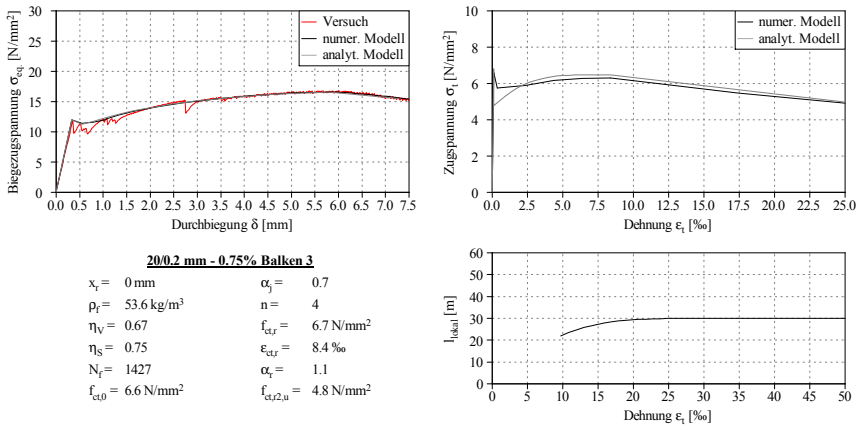 Biegezugspannung σeq. [N/mm²]
30
25
20
15
10
5
0
Versuch
numer. Modell
analyt. Modell
0.0 0.5 1.0 1.5 2.0 2.5 3.0 3.5 4.0 4.5 5.0 5.5 6.0 6.5 7.0 7.5
Durchbiegung δ [mm]
Zugspannung σt [N/mm²]
10
8
6
4
2
0
numer. Modell
analyt. Modell
0.0 2.5 5.0 7.5 10.0 12.5 15.0 17.5 20.0 22.5 25.0
Dehnung εt [‰]
20/0.2 mm - 0.75% Balken 3
xr = 0 mm αj = 0.7
ρf = 53.6 kg/m³ n = 4
ηV = 0.67 fct,r = 6.7 N/mm²
ηS = 0.75 εct,r = 8.4 ‰
Nf = 1427 αr = 1.1
fct,0 = 6.6 N/mm² fct,r2,u = 4.8 N/mm²
llokal [m]
60
50
40
30
20
10
0
0 5 10 15 20 25 30 35 40 45 50
Dehnung εt [‰]